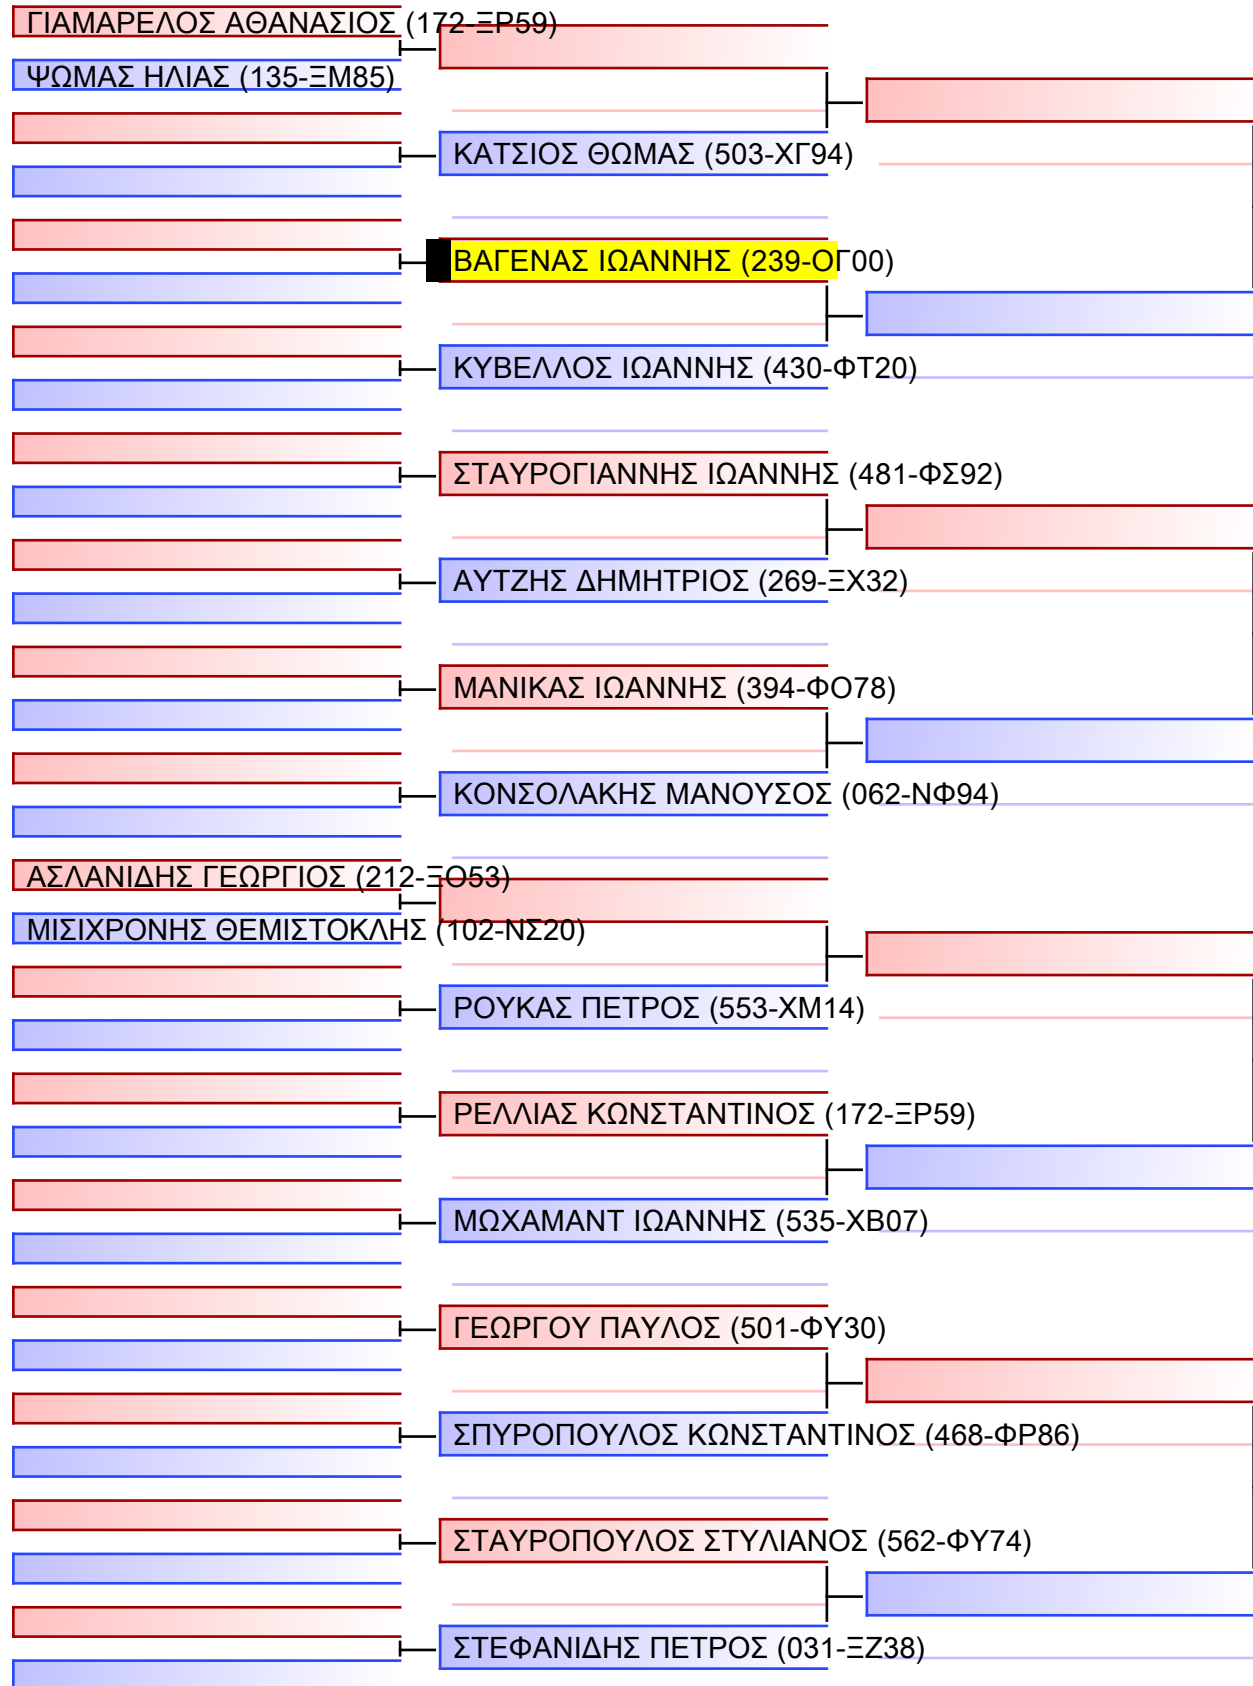 ΓΙΑΜΑΡΕΛΟΣ ΑΘΑΝΑΣΙΟΣ (172-ΞΡ59)
ΨΩΜΑΣ ΗΛΙΑΣ (135-ΞΜ85)
ΚΑΤΣΙΟΣ ΘΩΜΑΣ (503-ΧΓ94)
ΒΑΓΕΝΑΣ ΙΩΑΝΝΗΣ (239-ΟΓ00)
ΚΥΒΕΛΛΟΣ ΙΩΑΝΝΗΣ (430-ΦΤ20)
ΣΤΑΥΡΟΓΙΑΝΝΗΣ ΙΩΑΝΝΗΣ (481-ΦΣ92)
ΑΥΤΖΗΣ ΔΗΜΗΤΡΙΟΣ (269-ΞΧ32)
ΜΑΝΙΚΑΣ ΙΩΑΝΝΗΣ (394-ΦΟ78)
ΚΟΝΣΟΛΑΚΗΣ ΜΑΝΟΥΣΟΣ (062-ΝΦ94)
ΑΣΛΑΝΙΔΗΣ ΓΕΩΡΓΙΟΣ (212-ΞΟ53)
ΜΙΣΙΧΡΟΝΗΣ ΘΕΜΙΣΤΟΚΛΗΣ (102-ΝΣ20)
ΡΟΥΚΑΣ ΠΕΤΡΟΣ (553-ΧΜ14)
ΡΕΛΛΙΑΣ ΚΩΝΣΤΑΝΤΙΝΟΣ (172-ΞΡ59)
ΜΩΧΑΜΑΝΤ ΙΩΑΝΝΗΣ (535-ΧΒ07)
ΓΕΩΡΓΟΥ ΠΑΥΛΟΣ (501-ΦΥ30)
ΣΠΥΡΟΠΟΥΛΟΣ ΚΩΝΣΤΑΝΤΙΝΟΣ (468-ΦΡ86)
ΣΤΑΥΡΟΠΟΥΛΟΣ ΣΤΥΛΙΑΝΟΣ (562-ΦΥ74)
ΣΤΕΦΑΝΙΔΗΣ ΠΕΤΡΟΣ (031-ΞΖ38)